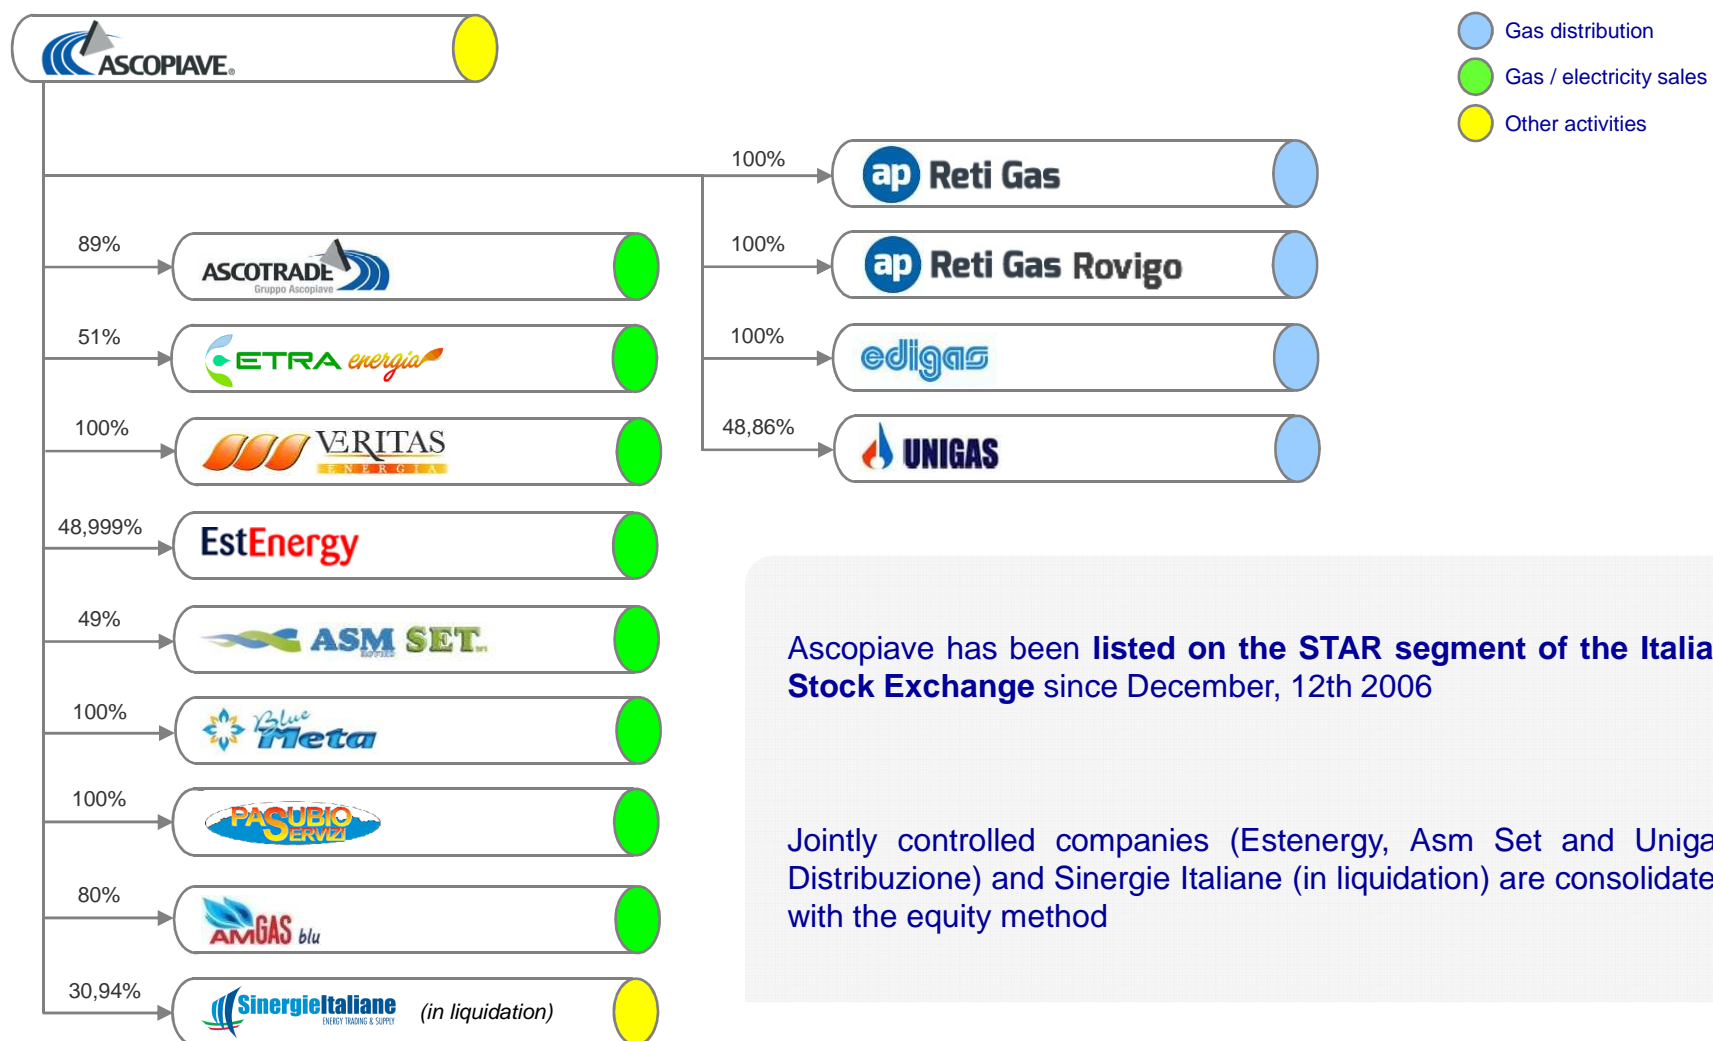 ASCOPIAVE®
Gas distribution
Gas / electricity sales
Other activities
100%
ap Reti Gas
89%
ASCOTRADE
Gruppo Ascopiave
100%
ap Reti Gas Rovigo
51%
ETRA energia
100%
edigas
100%
VERITAS
ENERGIA
48,86%
UNIGAS
48,999%
EstEnergy
49%
ASM SET
ROVIGO
100%
Blue
Meta
100%
PASUBIO
SERVIZI
80%
AMGAS blu
30,94%
SinergieItaliane
ENERGY TRADING & SUPPLY
(in liquidation)
Ascopiave has been listed on the STAR segment of the Italia
Stock Exchange since December, 12th 2006
Jointly controlled companies (Estenergy, Asm Set and Uniga
Distribuzione) and Sinergie Italiane (in liquidation) are consolidate
with the equity method